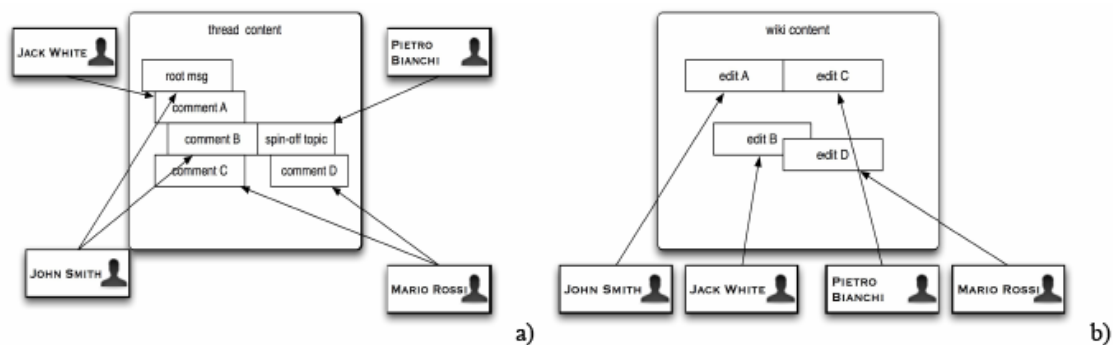 thread content
JACK WHITE
PIETRO
BIANCHI
root msg
comment A
comment B
spin-off topic
comment C
comment D
JOHN SMITH
MARIO ROSSI
a)
wiki content
edit A
edit C
edit B
edit D
JOHN SMITH
JACK WHITE
PIETRO
BIANCHI
MARIO ROSSI
b)